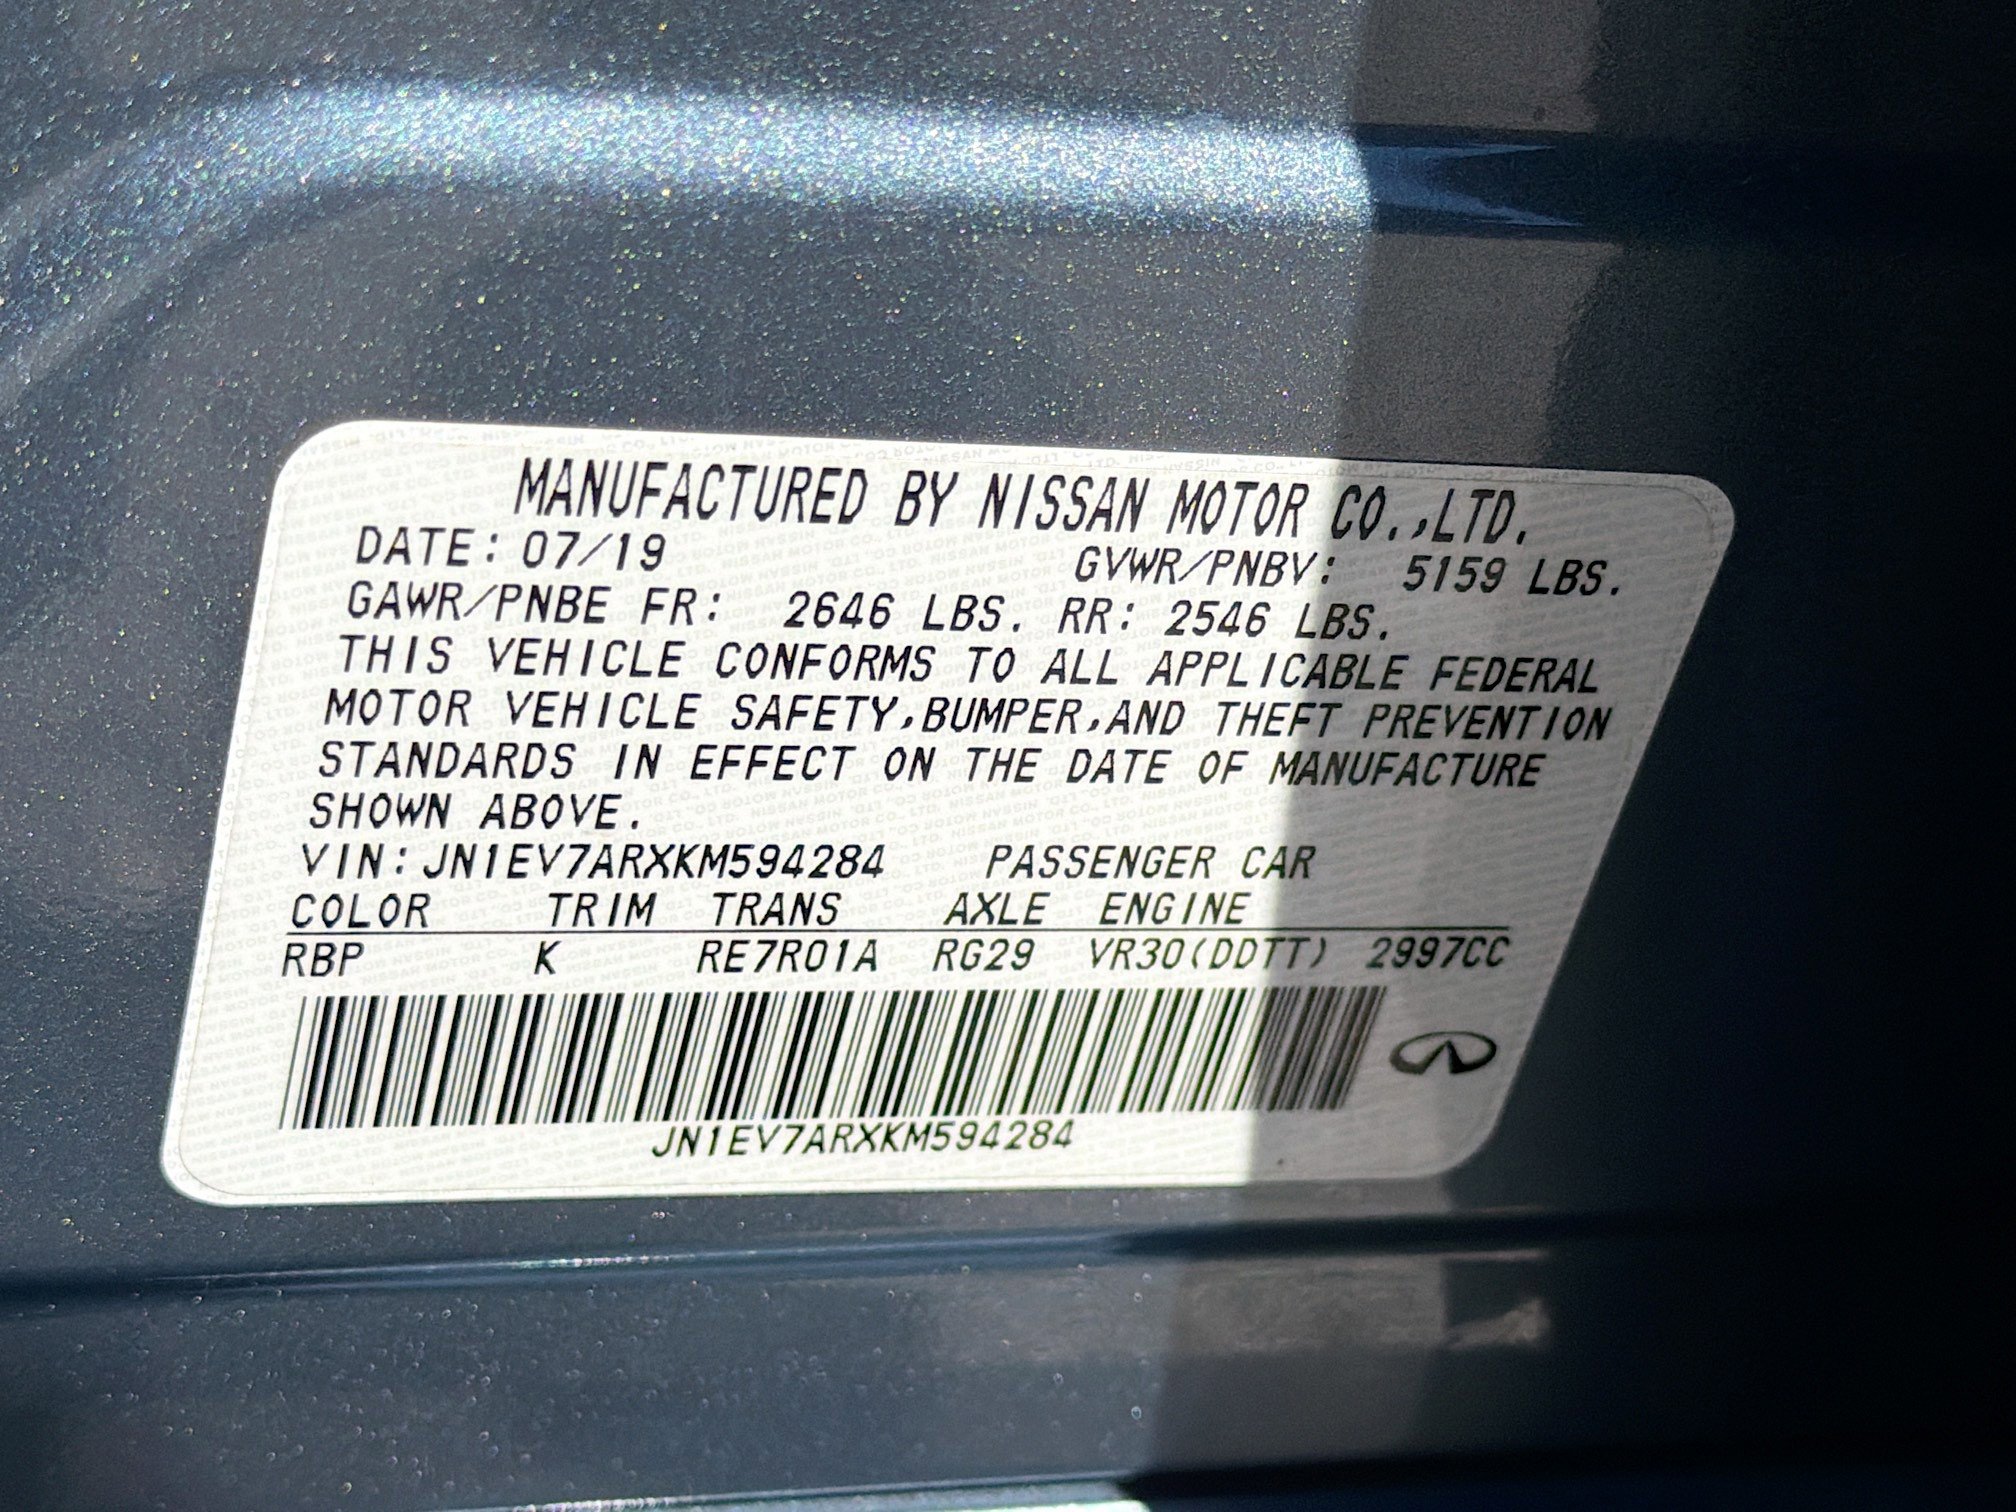 MANUFACTURED BY NISSAN MOTOR CO.,LTD.
DATE: 07/19 GVWR/PNBV: 5159 LBS.
GAWR/PNBE FR: 2646 LBS. RR: 2546 LBS.
THIS VEHICLE CONFORMS TO ALL APPLICABLE FEDERAL
MOTOR VEHICLE SAFETY,BUMPER,AND THEFT PREVENTION
STANDARDS IN EFFECT ON THE DATE OF MANUFACTURE
SHOWN ABOVE.
VIN:JN1EV7ARXKM594284 PASSENGER CAR
COLOR TRIM TRANS AXLE ENGINE
RBP K RE7R01A RG29 VR30(DDTT) 2997CC
JN1EV7ARXKM594284